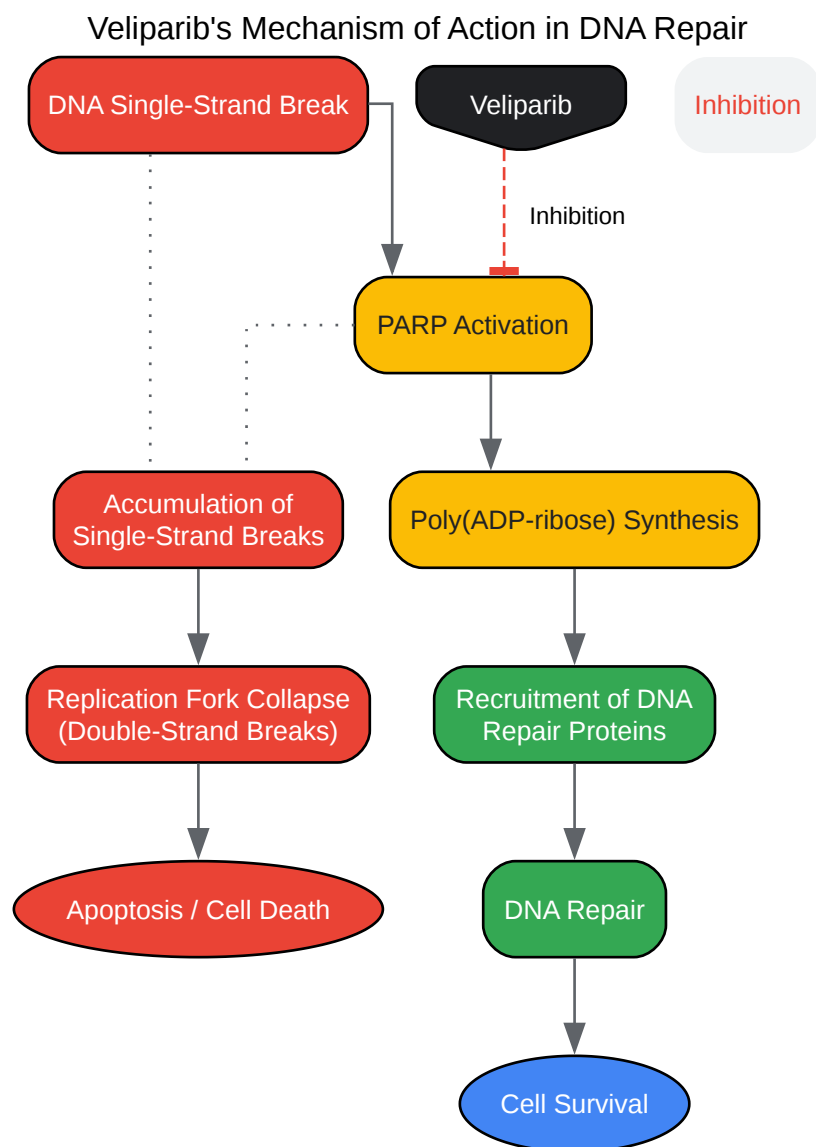 Veliparib's Mechanism of Action in DNA Repair
DNA Single-Strand Break
Veliparib
Inhibition
Inhibition
PARP Activation
Accumulation of
Single-Strand Breaks
Poly(ADP-ribose) Synthesis
Replication Fork Collapse
(Double-Strand Breaks)
Recruitment of DNA
Repair Proteins
Apoptosis / Cell Death
DNA Repair
Cell Survival